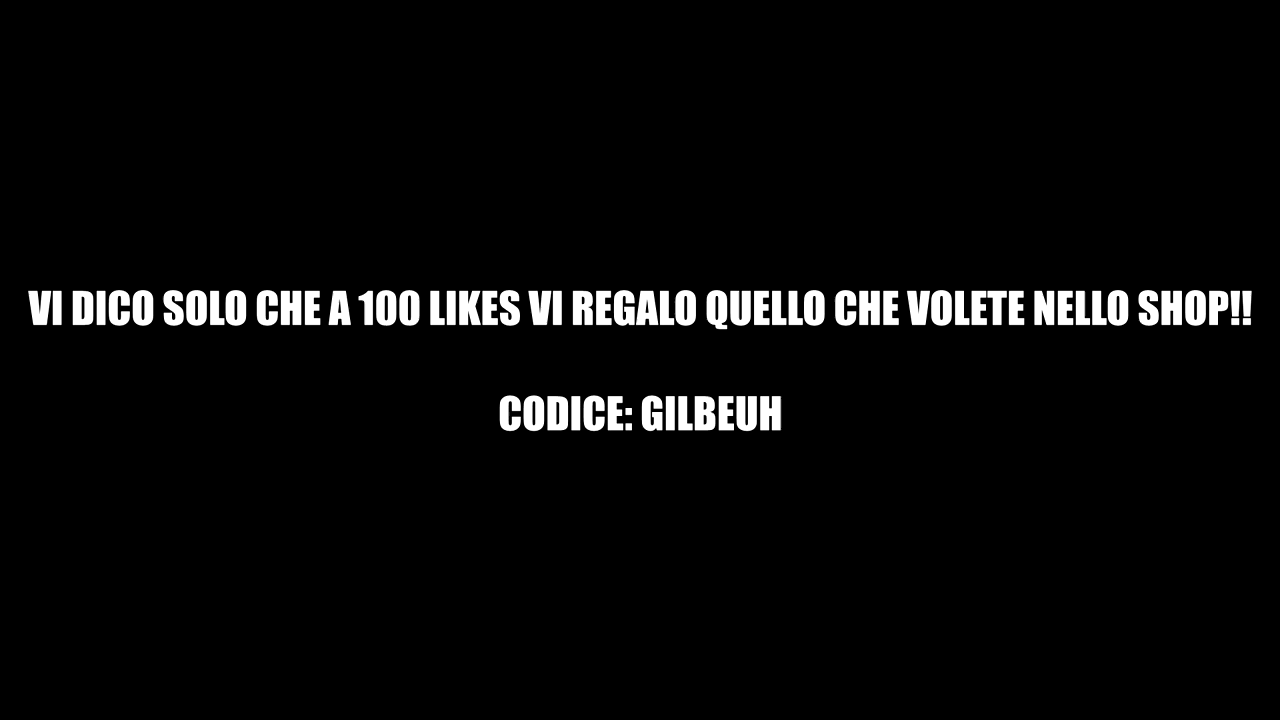 VI DICO SOLO CHE A 100 LIKES VI REGALO QUELLO CHE VOLETE NELLO SHOP!!
CODICE: GILBEUH